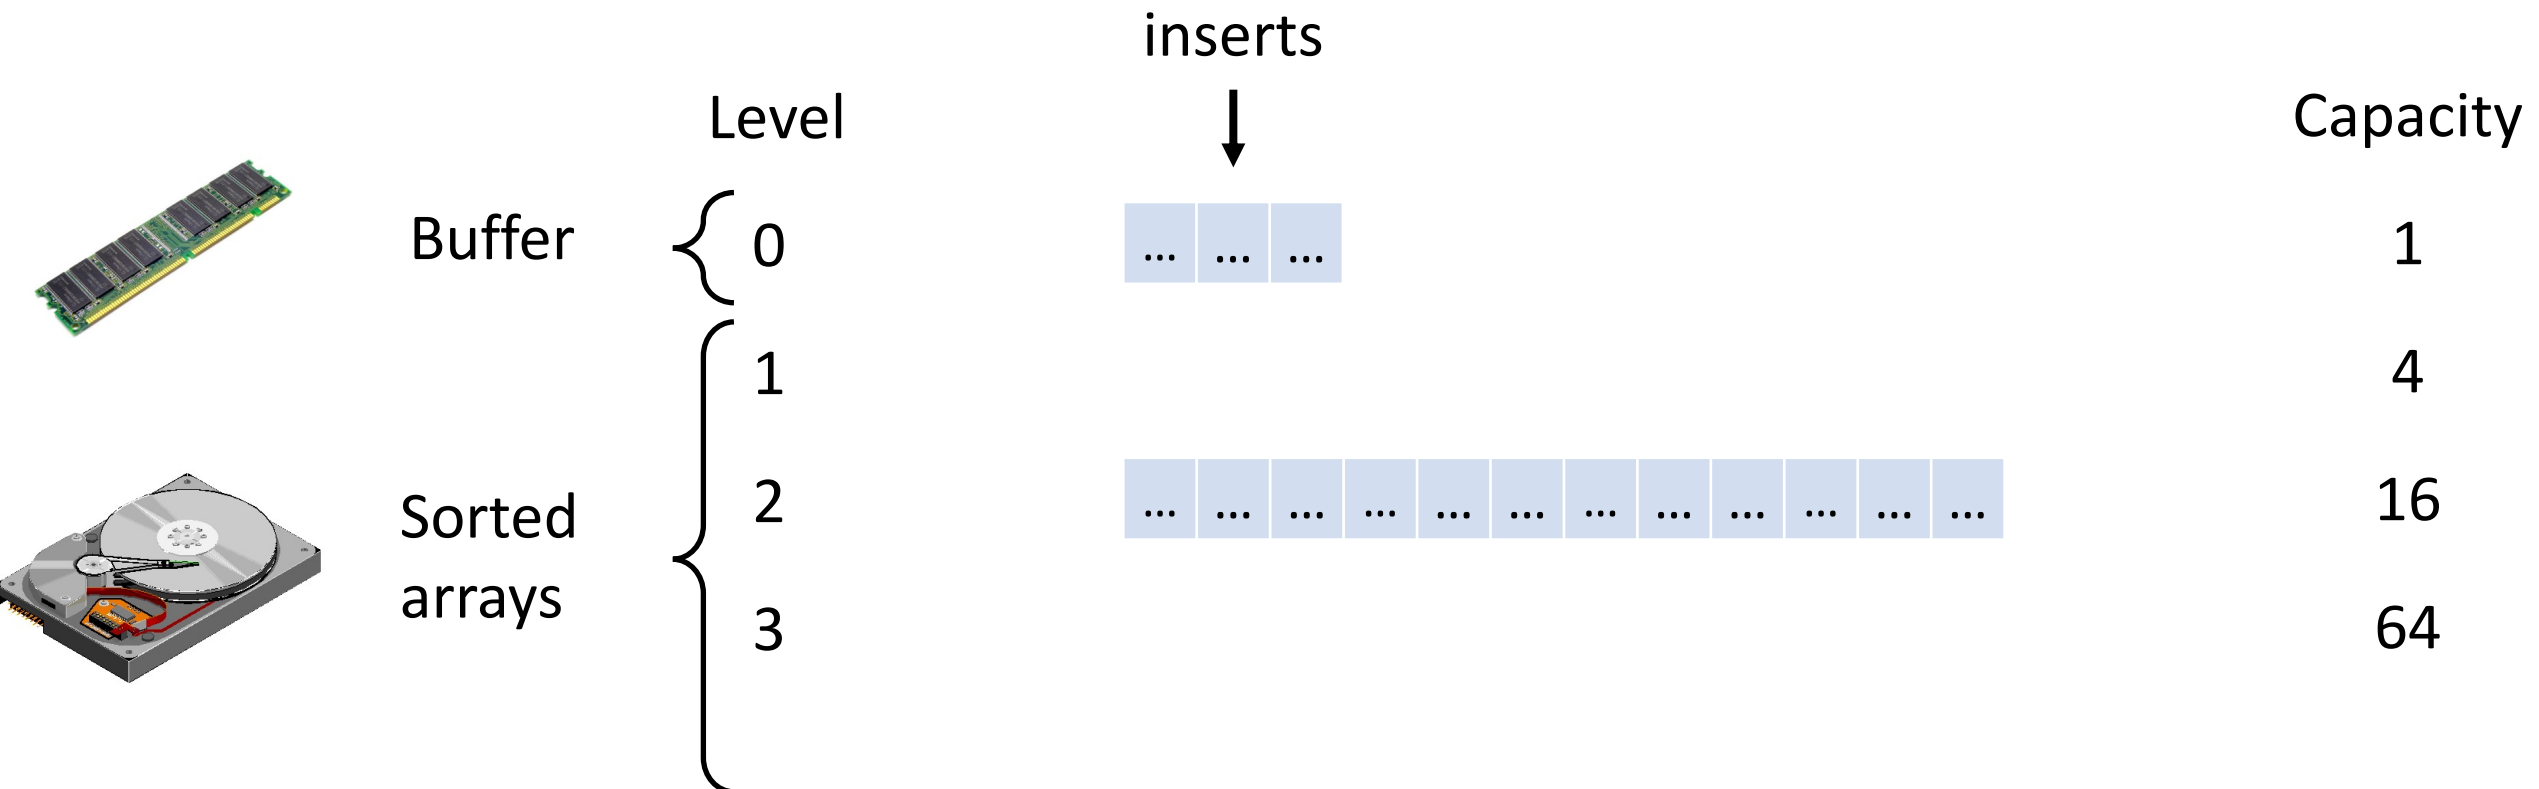 inserts
Level
Capacity
Buffer
0
... ... ...
1
1
4
Sorted
arrays
2
... ... ... ... ... ... ... ... ... ... ... ...
16
3
64